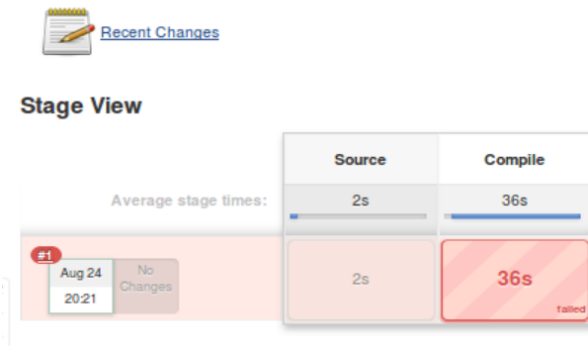 Recent Changes
Stage View
Source Compile
Average stage times: 2s 36s
#1
Aug 24 No
Changes
20:21
2s 36s
failed